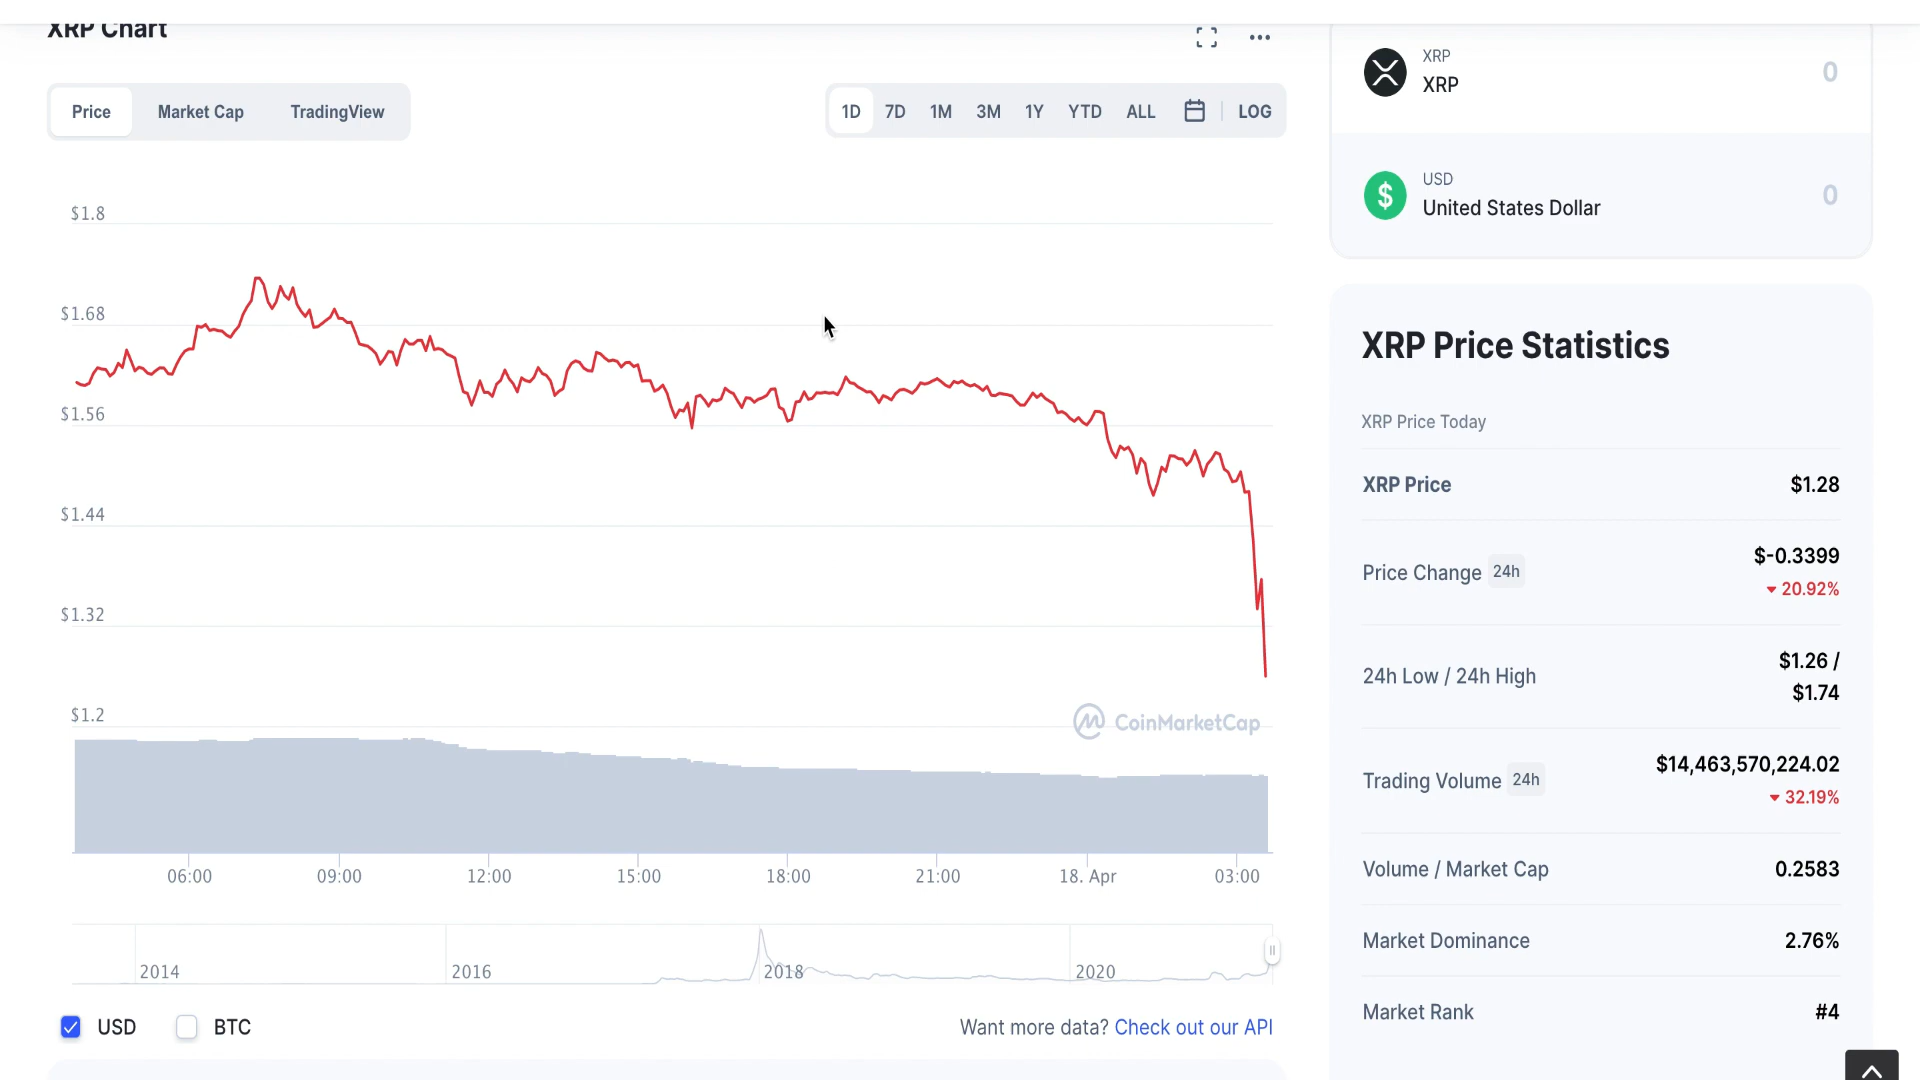 XRP Chart
Price Market Cap TradingView
1D 7D 1M 3M 1Y YTD ALL LOG
$1.8
$1.68
$1.56
$1.44
$1.32
$1.2
CoinMarketCap
06:00 09:00 12:00 15:00 18:00 21:00 18. Apr 03:00
2014 2016 2018 2020
USD BTC
Want more data? Check out our API
XRP
XRP
0
USD
United States Dollar
0
XRP Price Statistics
XRP Price Today
XRP Price $1.28
Price Change 24h $-0.3399
20.92%
24h Low / 24h High $1.26 /
$1.74
Trading Volume 24h $14,463,570,224.02
32.19%
Volume / Market Cap 0.2583
Market Dominance 2.76%
Market Rank #4